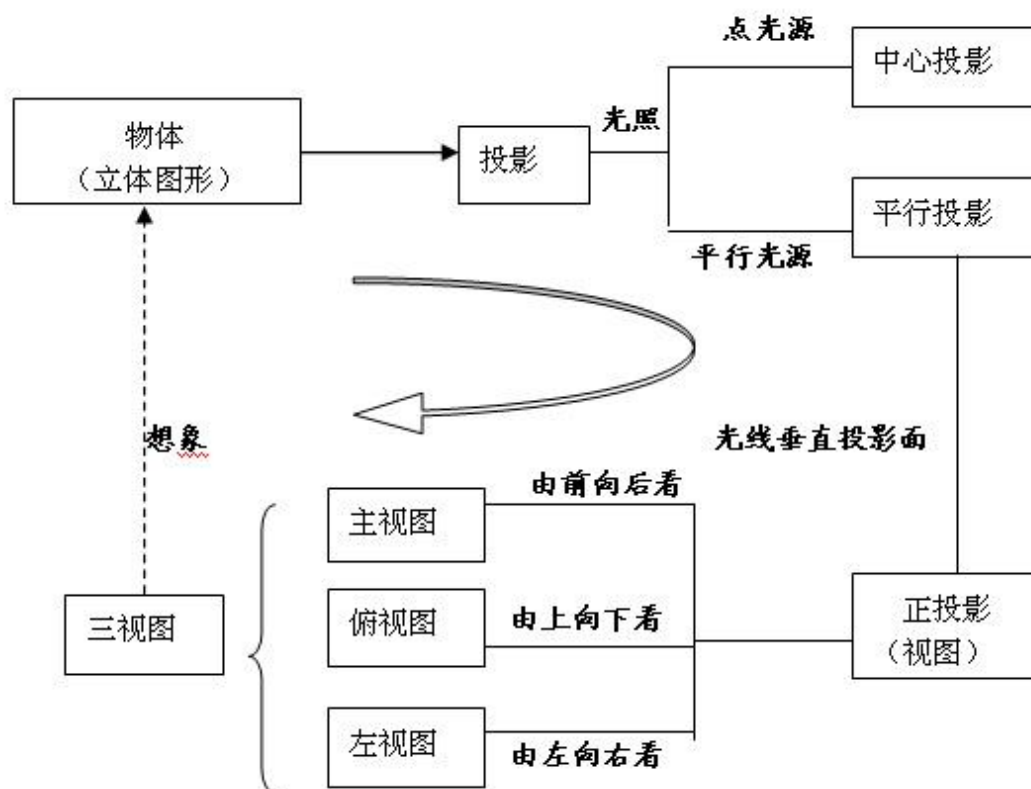 点光源
中心投影
物体
（立体图形）
光照
投影
平行投影
平行光源
想象
光线垂直投影面
由前向后看
主视图
三视图
俯视图
由上向下看
正投影
（视图）
左视图
由左向右看